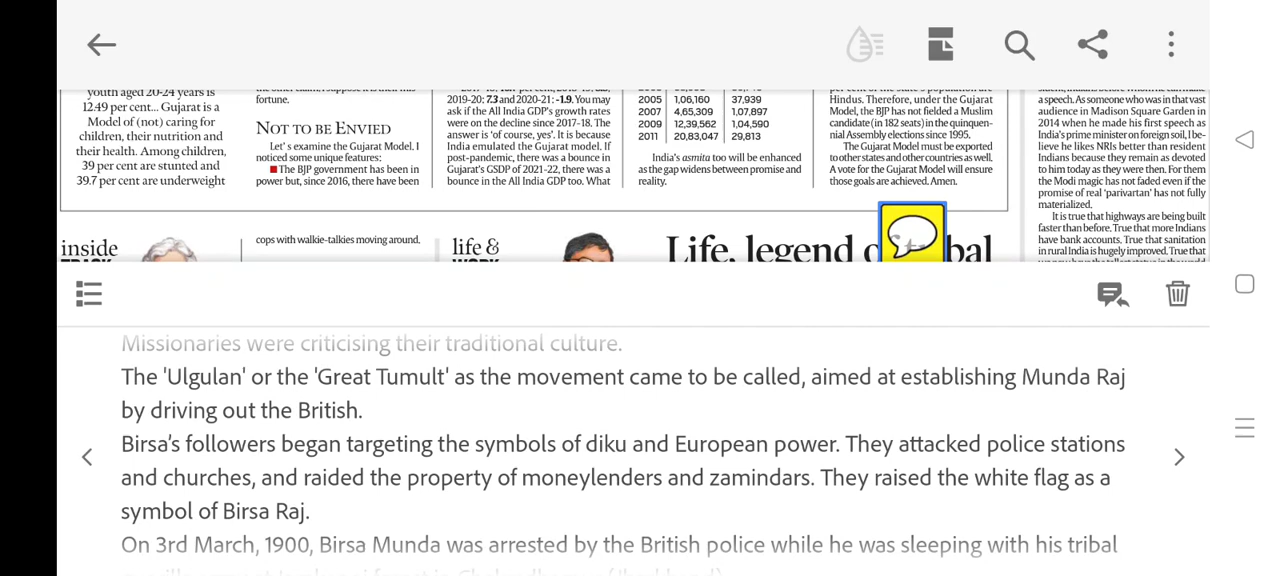 youth aged 20-24 years is
12.49 per cent... Gujarat is a
Model of (not) caring for
children, their nutrition and
their health. Among children,
39 per cent are stunted and
39.7 per cent are underweight
fortune.
NOT TO BE ENVIED
Let' s examine the Gujarat Model. I
noticed some unique features:
■ The BJP government has been in
power but, since 2016, there have been
2019-20: 7.3 and 2020-21: -1.9. You may
ask if the All India GDP's growth rates
were on the decline since 2017-18. The
answer is 'of course, yes'. It is because
India emulated the Gujarat model. If
post-pandemic, there was a bounce in
Gujarat's GSDP of 2021-22, there was a
bounce in the All India GDP too. What
2005 1,06,160 37,939
2007 4,65,309 1,07,897
2009 12,39,562 1,04,590
2011 20,83,047 29,813
India's asmita too will be enhanced
as the gap widens between promise and
reality.
Hindus. Therefore, under the Gujarat
Model, the BJP has not fielded a Muslim
candidate (in 182 seats) in the quinquen-
nial Assembly elections since 1995.
The Gujarat Model must be exported
to other states and other countries as well.
A vote for the Gujarat Model will ensure
those goals are achieved. Amen.
a speech. As someone who was in that vast
audience in Madison Square Garden in
2014 when he made his first speech as
India's prime minister on foreign soil, I be-
lieve he likes NRIs better than resident
Indians because they remain as devoted
to him today as they were then. For them
the Modi magic has not faded even if the
promise of real 'parivartan' has not fully
materialized.
It is true that highways are being built
faster than before. True that more Indians
have bank accounts. True that sanitation
in rural India is hugely improved. True that
inside
TRACK
cops with walkie-talkies moving around.
life &
WORK
Life, legend of bal
Missionaries were criticising their traditional culture.
The 'Ulgulan' or the 'Great Tumult' as the movement came to be called, aimed at establishing Munda Raj
by driving out the British.
Birsa's followers began targeting the symbols of diku and European power. They attacked police stations
and churches, and raided the property of moneylenders and zamindars. They raised the white flag as a
symbol of Birsa Raj.
On 3rd March, 1900, Birsa Munda was arrested by the British police while he was sleeping with his tribal